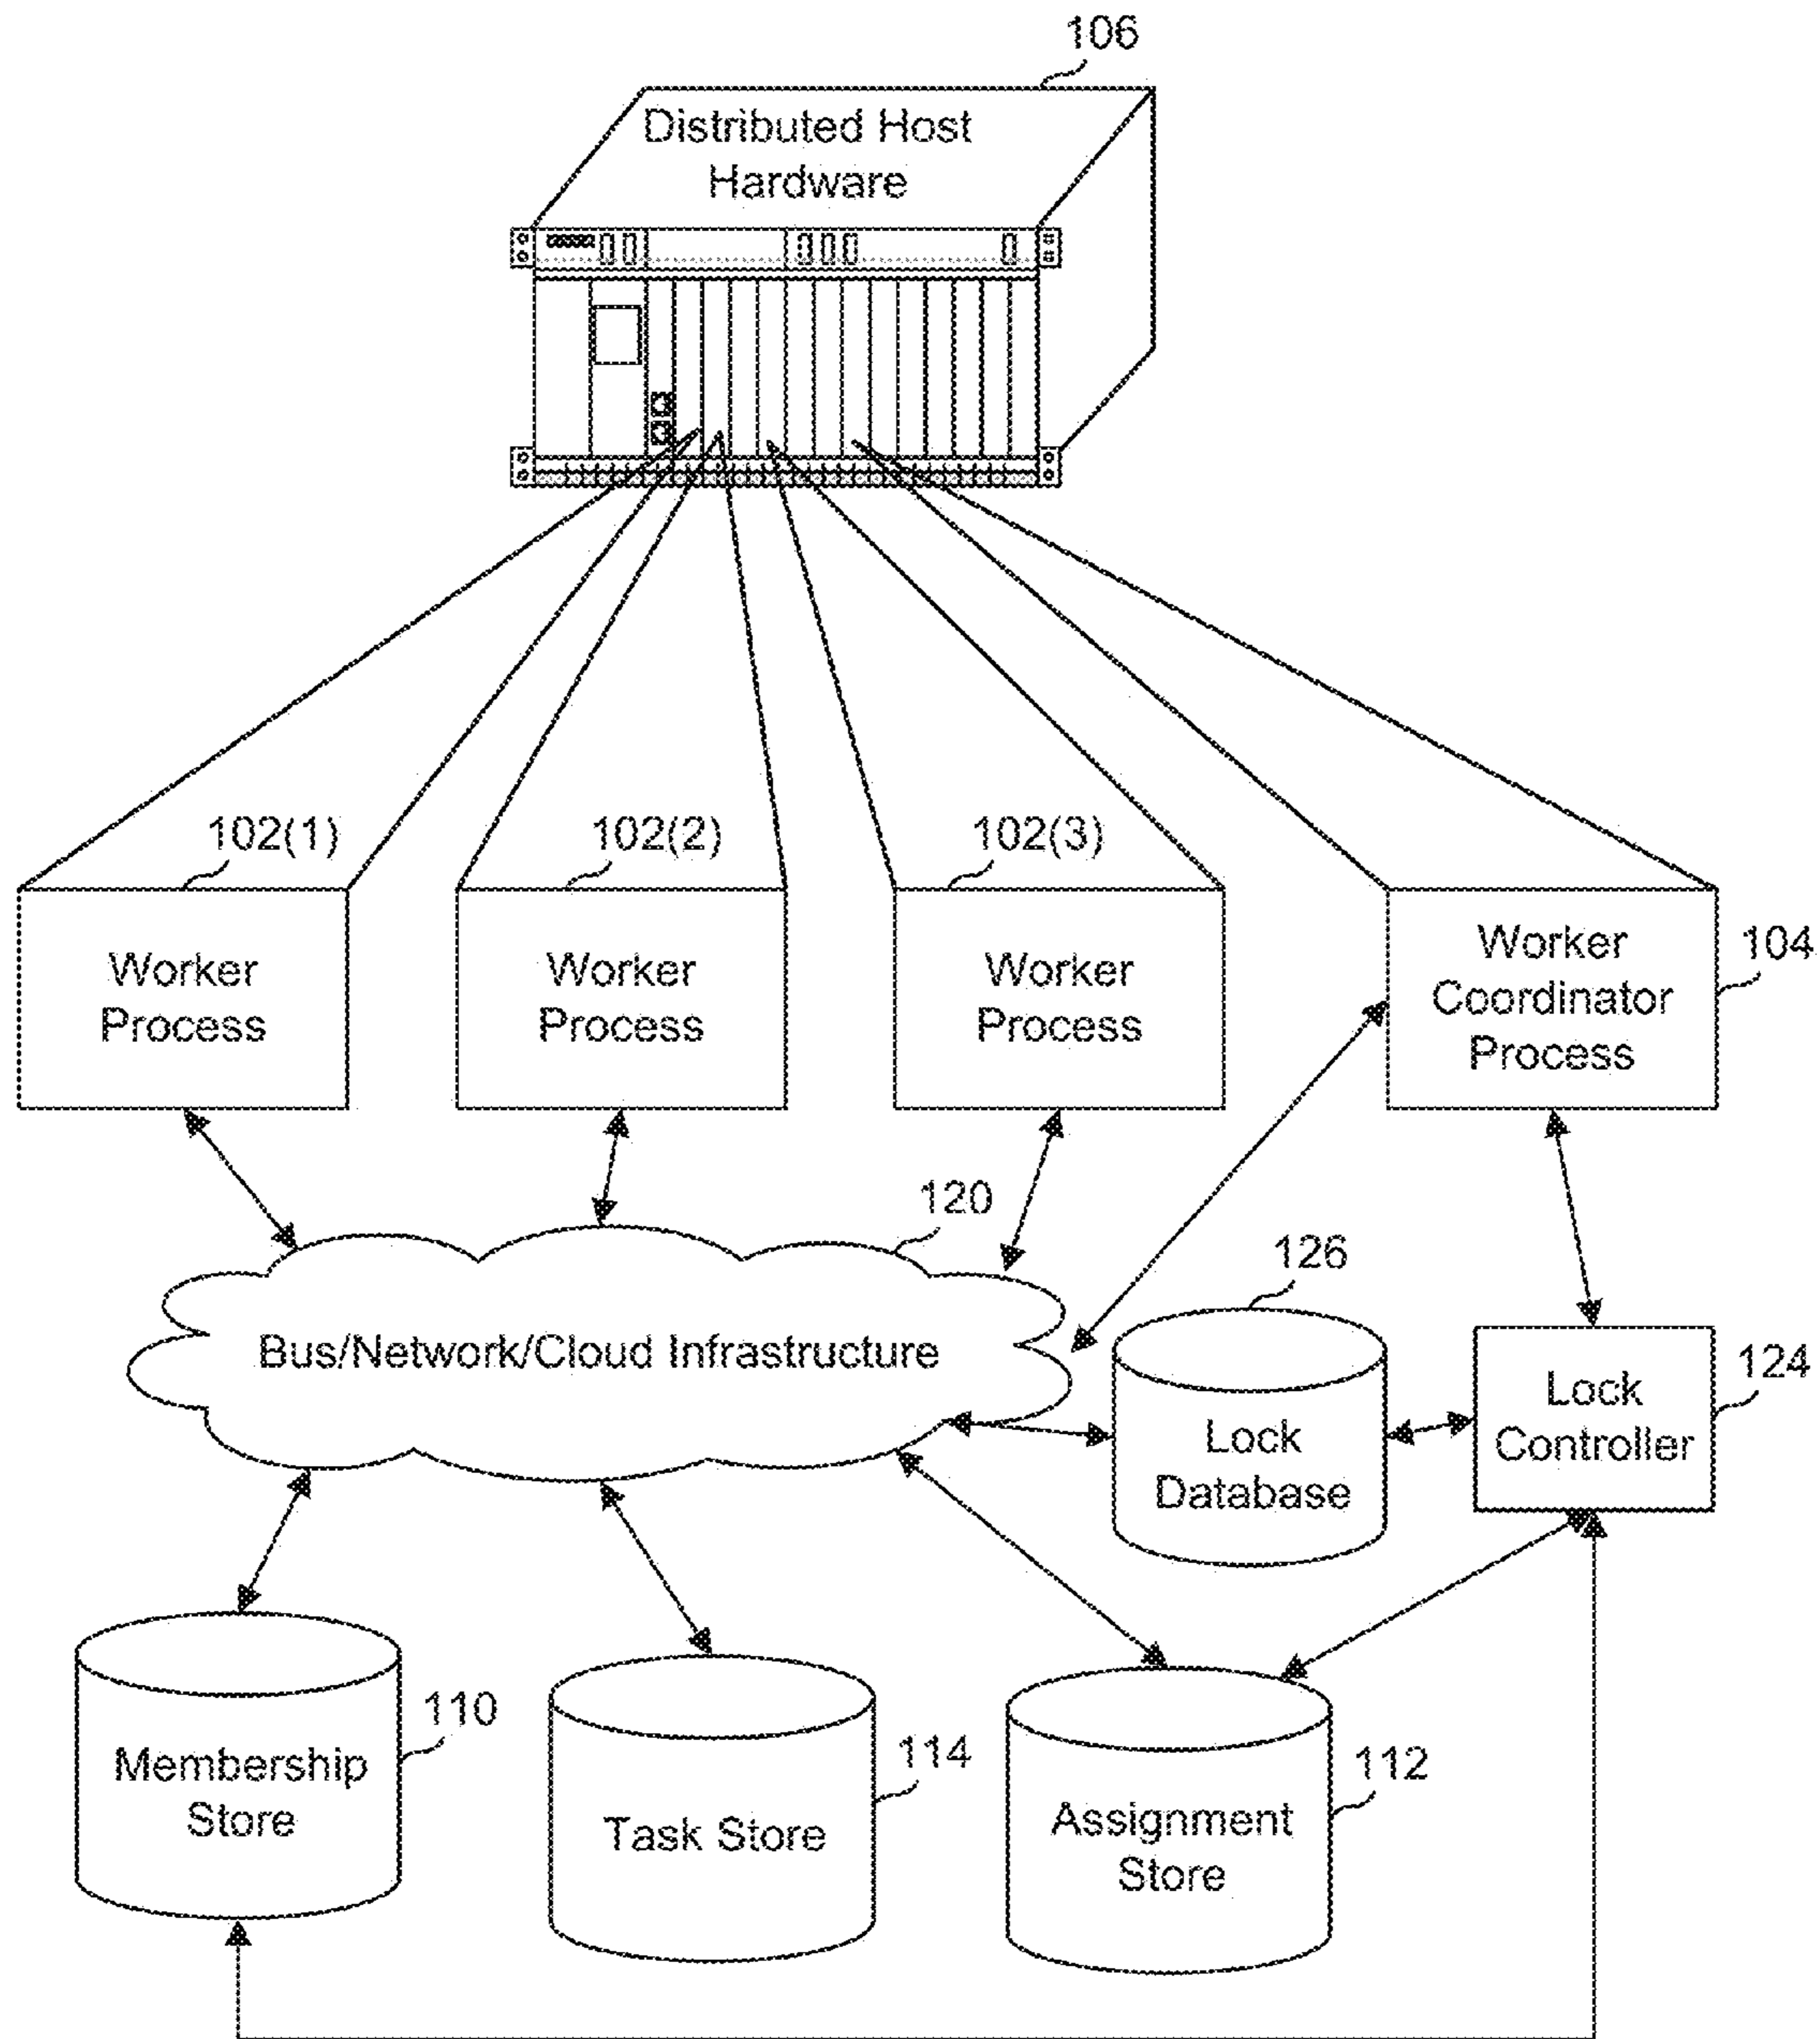 106
Distributed Host
Hardware
102(1)
102(2)
102(3)
Worker
Process
Worker
Process
Worker
Process
Worker
Coordinator
Process
104
120
126
Bus/Network/Cloud Infrastructure
Lock
Database
Lock
Controller
124
Membership
Store
110
Task Store
114
Assignment
Store
112